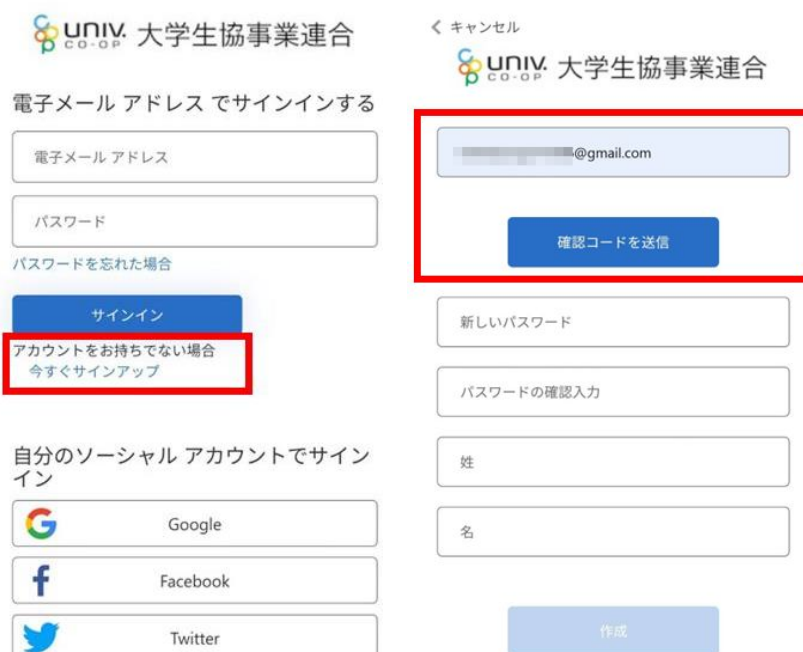 UNIV. CO-OP 大学生協事業連合
電子メール アドレス でサインインする
電子メール アドレス
パスワード
パスワードを忘れた場合
サインイン
アカウントをお持ちでない場合
今すぐサインアップ
自分のソーシャル アカウントでサイン
イン
Google
Facebook
Twitter
キャンセル
UNIV. CO-OP 大学生協事業連合
@gmail.com
確認コードを送信
新しいパスワード
パスワードの確認入力
姓
名
作成